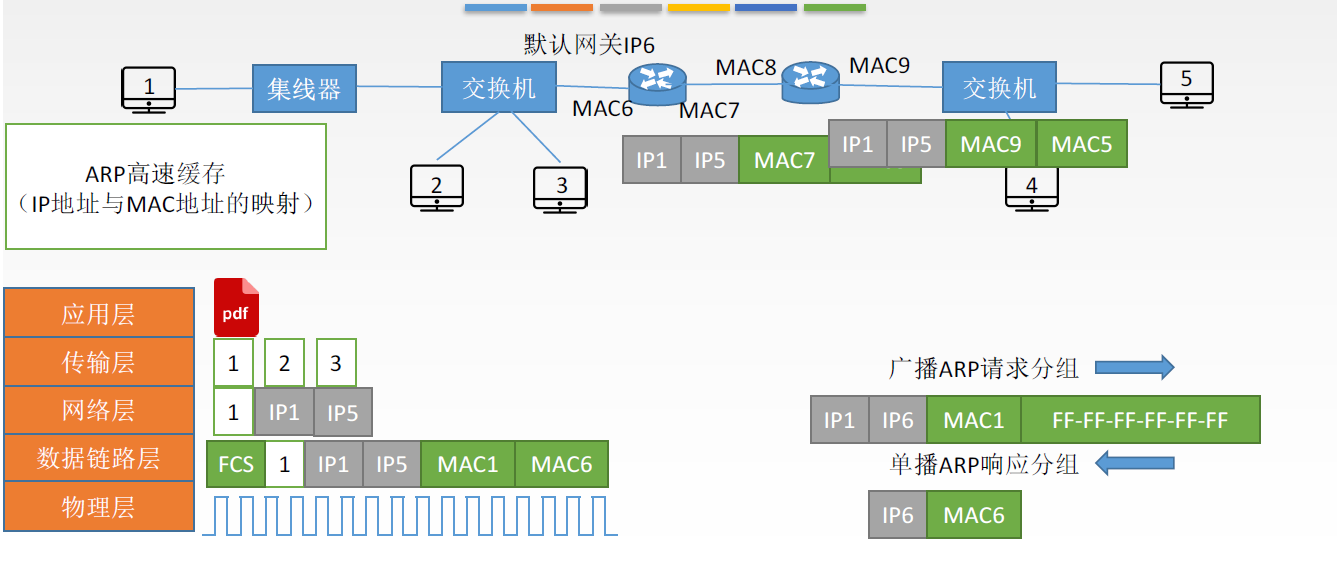 默认网关IP6
1
集线器
交换机
MAC6
MAC7
MAC8
MAC9
交换机
5
2
3
4
IP1 IP5 MAC7
IP1 IP5 MAC9 MAC5
ARP高速缓存
（IP地址与MAC地址的映射）
应用层
pdf
传输层
1 2 3
网络层
1 IP1 IP5
数据链路层
FCS 1 IP1 IP5 MAC1 MAC6
物理层
广播ARP请求分组
IP1 IP6 MAC1 FF-FF-FF-FF-FF-FF
单播ARP响应分组
IP6 MAC6